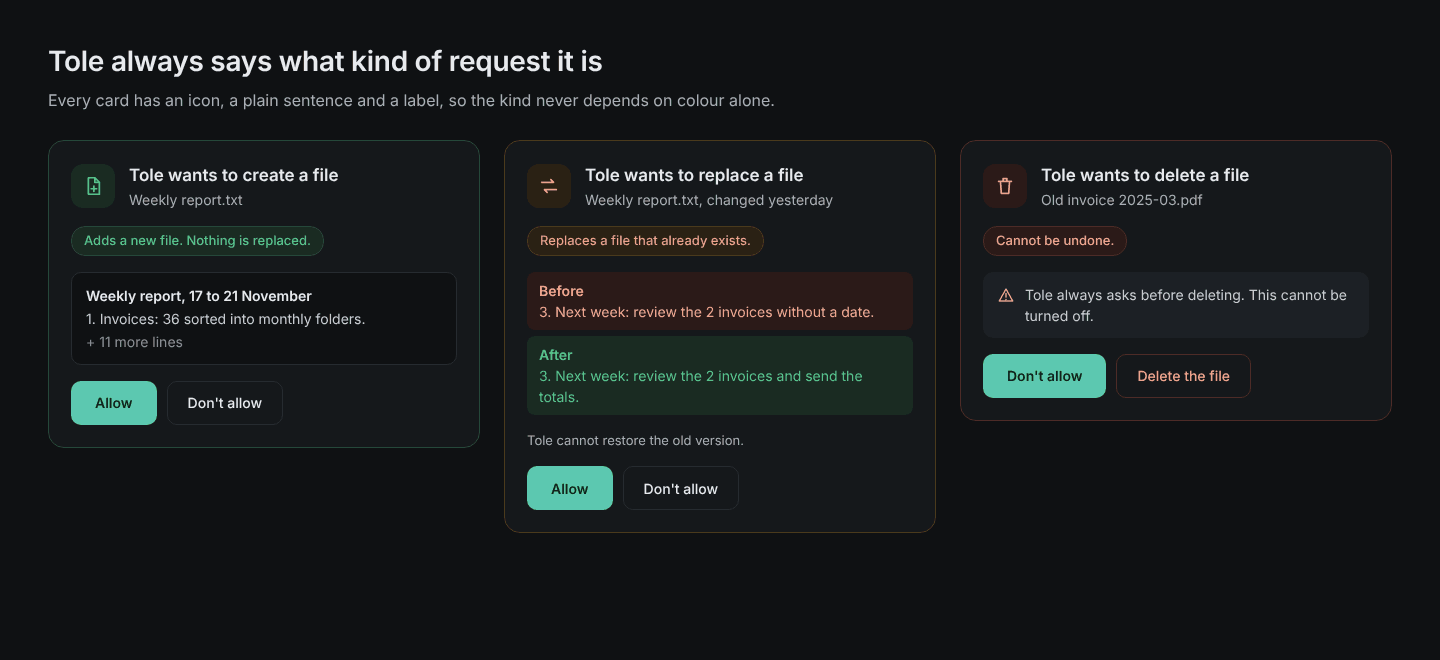 Tole always says what kind of request it is
Every card has an icon, a plain sentence and a label, so the kind never depends on colour alone.
Tole wants to create a file
Weekly report.txt
Adds a new file. Nothing is replaced.
Weekly report, 17 to 21 November
1. Invoices: 36 sorted into monthly folders.
+ 11 more lines
Allow
Don't allow
Tole wants to replace a file
Weekly report.txt, changed yesterday
Replaces a file that already exists.
Before
3. Next week: review the 2 invoices without a date.
After
3. Next week: review the 2 invoices and send the
totals.
Tole cannot restore the old version.
Allow
Don't allow
Tole wants to delete a file
Old invoice 2025-03.pdf
Cannot be undone.
Tole always asks before deleting. This cannot be
turned off.
Don't allow
Delete the file